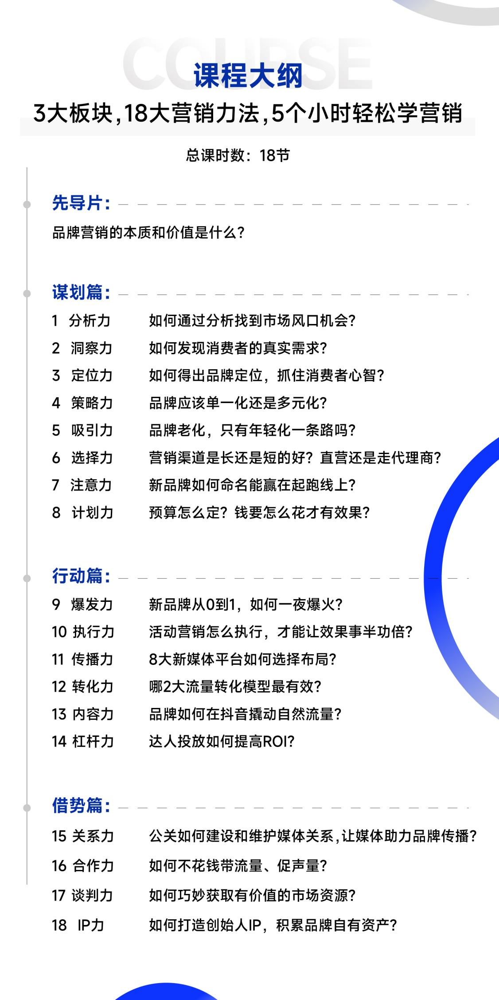 COURSE
课程大纲
3大板块,18大营销力法,5个小时轻松学营销
总课时数：18节
先导片：
品牌营销的本质和价值是什么？
谋划篇：
1 分析力 如何通过分析找到市场风口机会？
2 洞察力 如何发现消费者的真实需求？
3 定位力 如何得出品牌定位，抓住消费者心智？
4 策略力 品牌应该单一化还是多元化？
5 吸引力 品牌老化，只有年轻化一条路吗？
6 选择力 营销渠道是长还是短的好？直营还是走代理商？
7 注意力 新品牌如何命名能赢在起跑线上？
8 计划力 预算怎么定？钱要怎么花才有效果？
行动篇：
9 爆发力 新品牌从0到1，如何一夜爆火？
10 执行力 活动营销怎么执行，才能让效果事半功倍？
11 传播力 8大新媒体平台如何选择布局？
12 转化力 哪2大流量转化模型最有效？
13 内容力 品牌如何在抖音撬动自然流量？
14 杠杆力 达人投放如何提高ROI？
借势篇：
15 关系力 公关如何建设和维护媒体关系,让媒体助力品牌传播？
16 合作力 如何不花钱带流量、促声量？
17 谈判力 如何巧妙获取有价值的市场资源？
18 IP力 如何打造创始人IP，积累品牌自有资产？